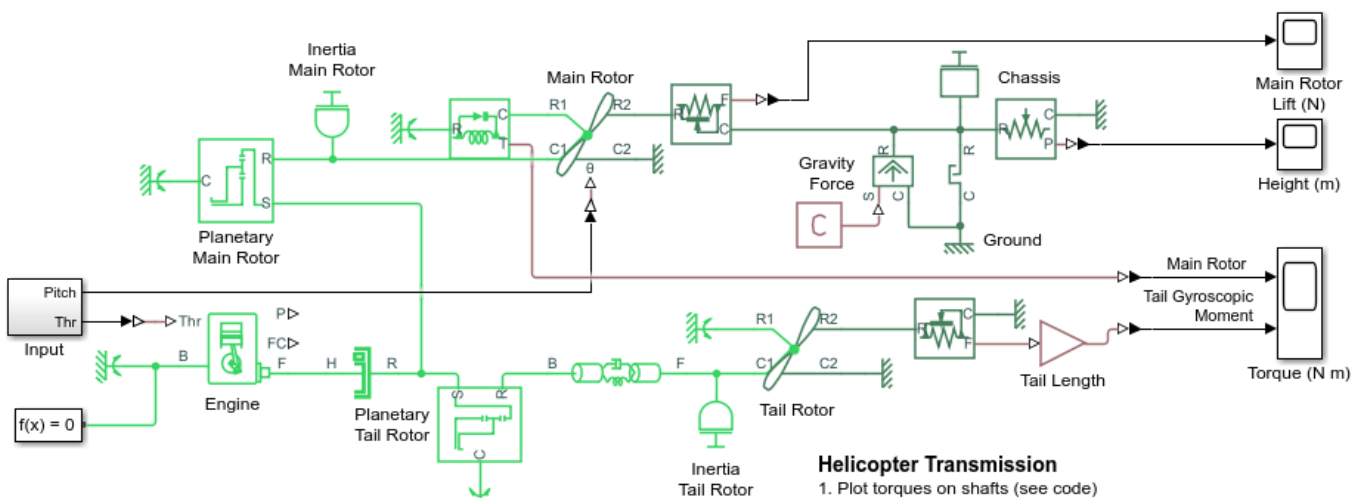 Inertia
Main Rotor
Main Rotor
R1
R2
C
R
T
C1
C2
θ
R
F
C
Chassis
R
C
P
Main Rotor
Lift (N)
Height (m)
R
S
C
Gravity
Force
S
R
C
R
C
C
Ground
Planetary
Main Rotor
Pitch
Thr
Input
Thr
P
FC
B
F
Engine
f(x) = 0
H
R
Planetary
Tail Rotor
S
R
C
B
F
Inertia
Tail Rotor
R1
R2
C1
C2
Tail Rotor
R
C
F
Tail Length
Main Rotor
Tail Gyroscopic
Moment
Torque (N m)
Helicopter Transmission
1. Plot torques on shafts (see code)